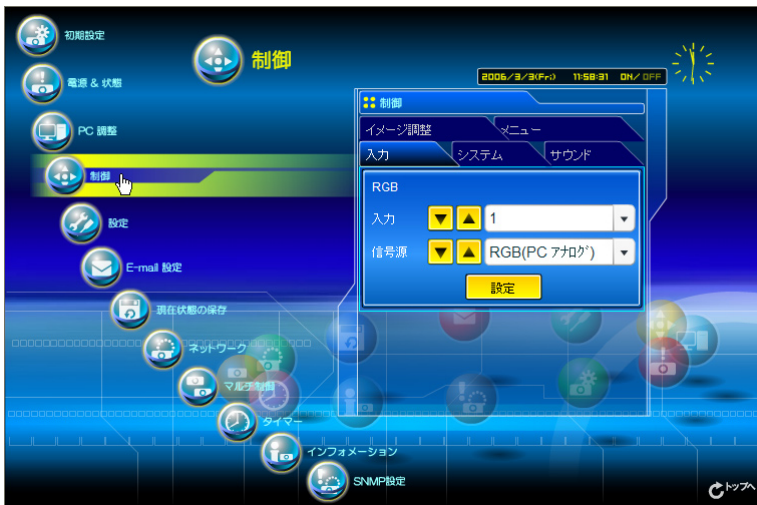 初期設定
電源 & 状態
PC 調整
制御
設定
E-mail 設定
現在状態の保存
ネットワーク
マルチ制御
タイマー
インフォメーション
SNMP設定
制御
2006/3/3(Fri) 11:58:31 ON/OFF
制御
イメージ調整 メニュー
入力 システム サウンド
RGB
入力 1
信号源 RGB(PC アナログ)
設定
トップへ